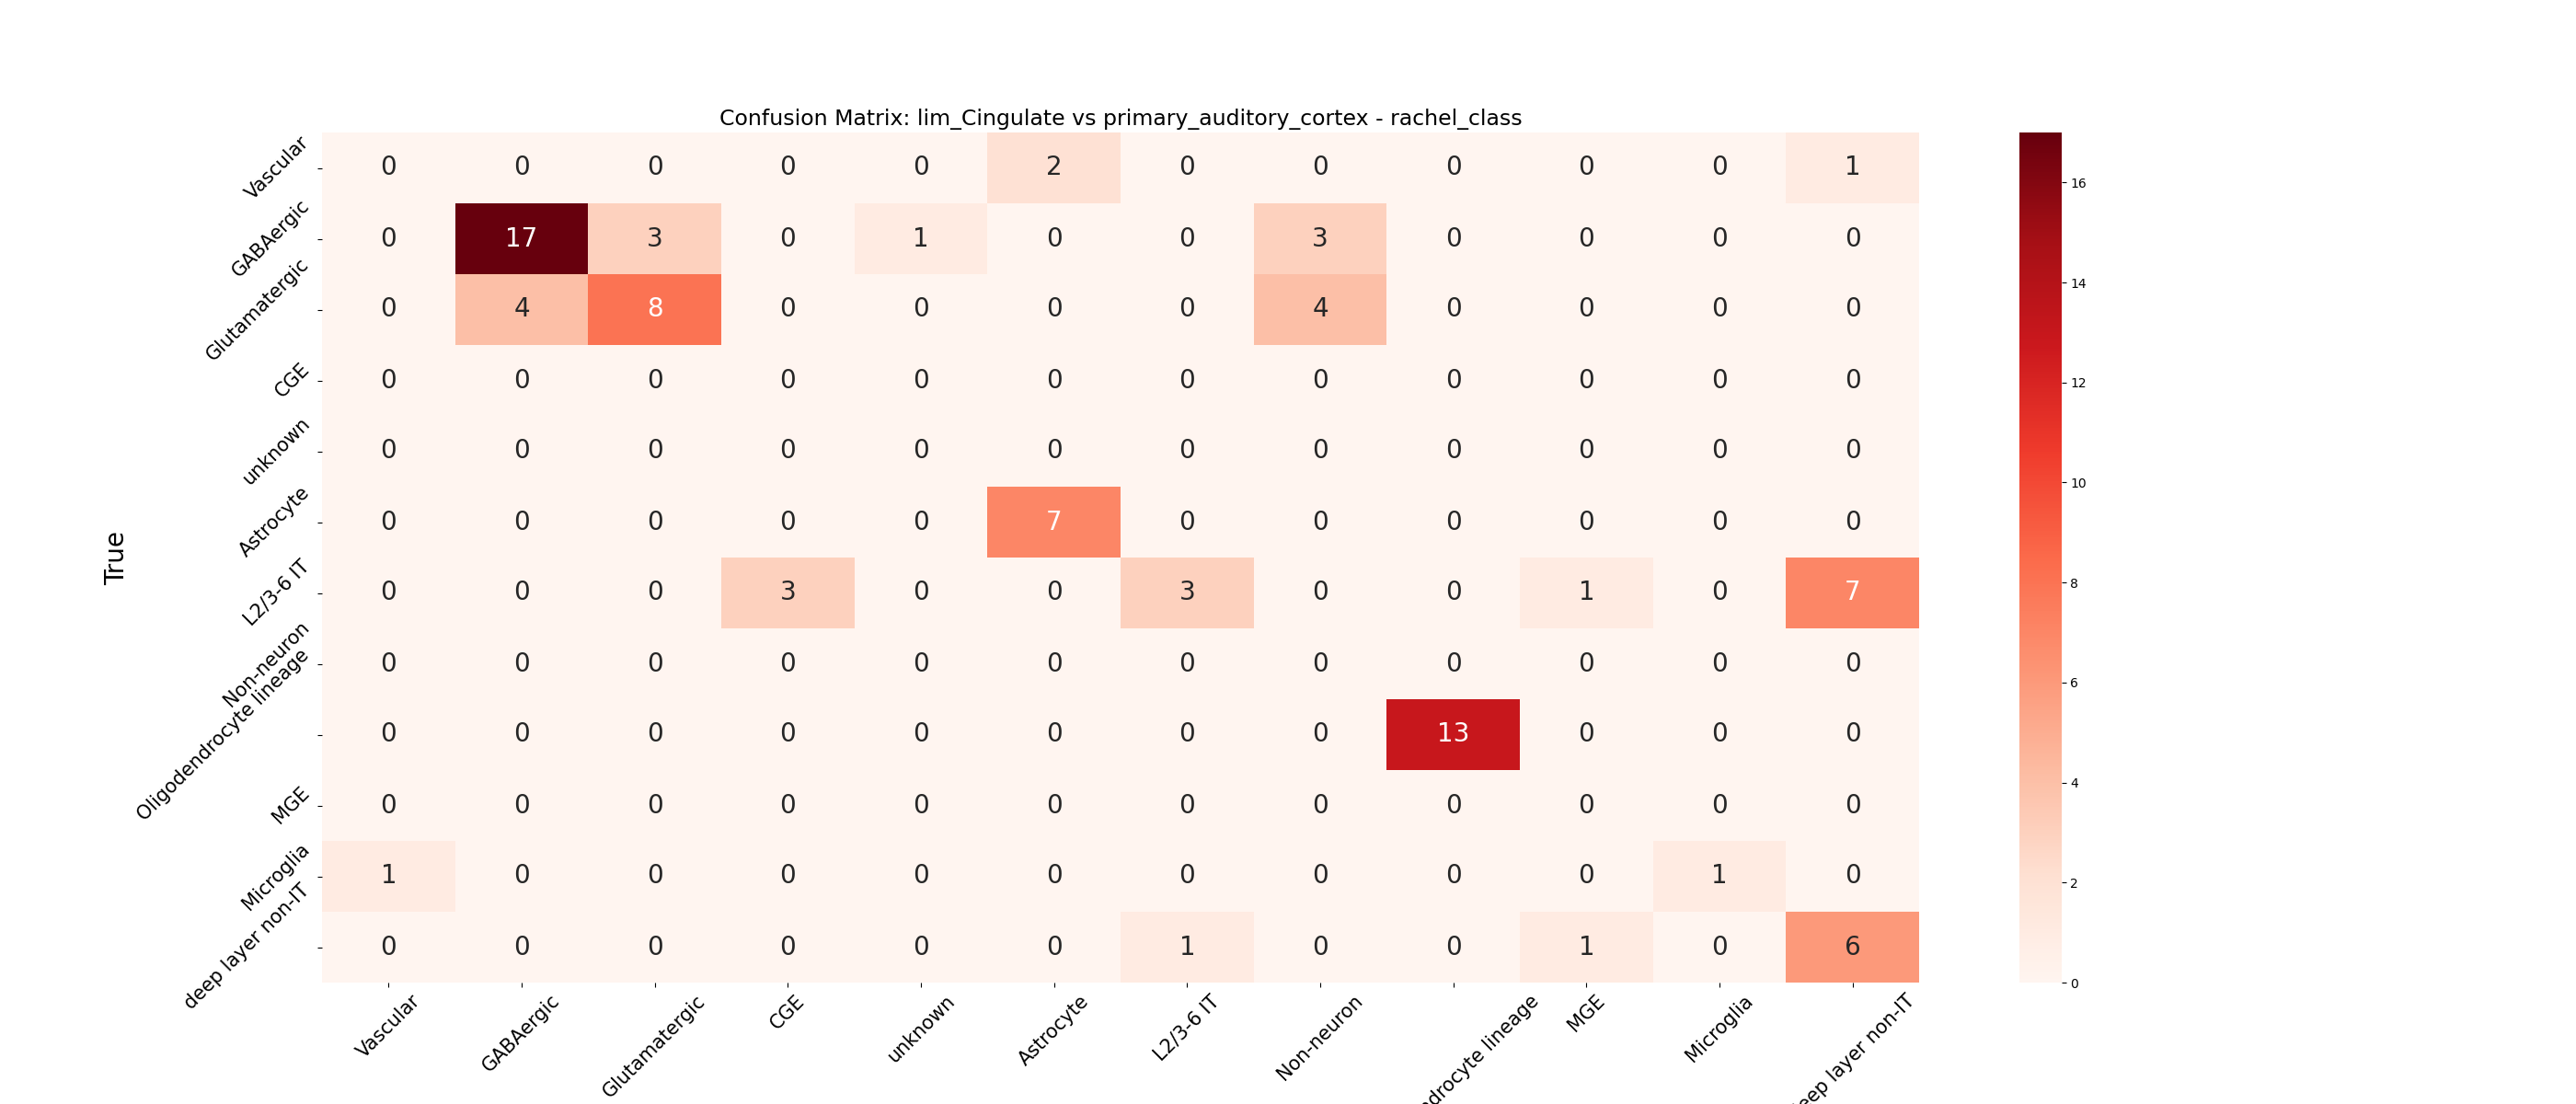 Confusion Matrix: lim_Cingulate vs primary_auditory_cortex - rachel_class
True
Vascular 0 0 0 0 0 2 0 0 0 0 0 1
GABAergic 0 17 3 0 1 0 0 3 0 0 0 0
Glutamatergic 0 4 8 0 0 0 0 4 0 0 0 0
CGE 0 0 0 0 0 0 0 0 0 0 0 0
unknown 0 0 0 0 0 0 0 0 0 0 0 0
Astrocyte 0 0 0 0 0 7 0 0 0 0 0 0
L2/3-6 IT 0 0 0 3 0 0 3 0 0 1 0 7
Non-neuron 0 0 0 0 0 0 0 0 0 0 0 0
Oligodendrocyte lineage 0 0 0 0 0 0 0 0 13 0 0 0
MGE 0 0 0 0 0 0 0 0 0 0 0 0
Microglia 1 0 0 0 0 0 0 0 0 0 1 0
deep layer non-IT 0 0 0 0 0 0 1 0 0 1 0 6
Vascular
GABAergic
Glutamatergic
CGE
unknown
Astrocyte
L2/3-6 IT
Non-neuron
lineage
MGE
Microglia
layer non-IT
16
14
12
10
8
6
4
2
0